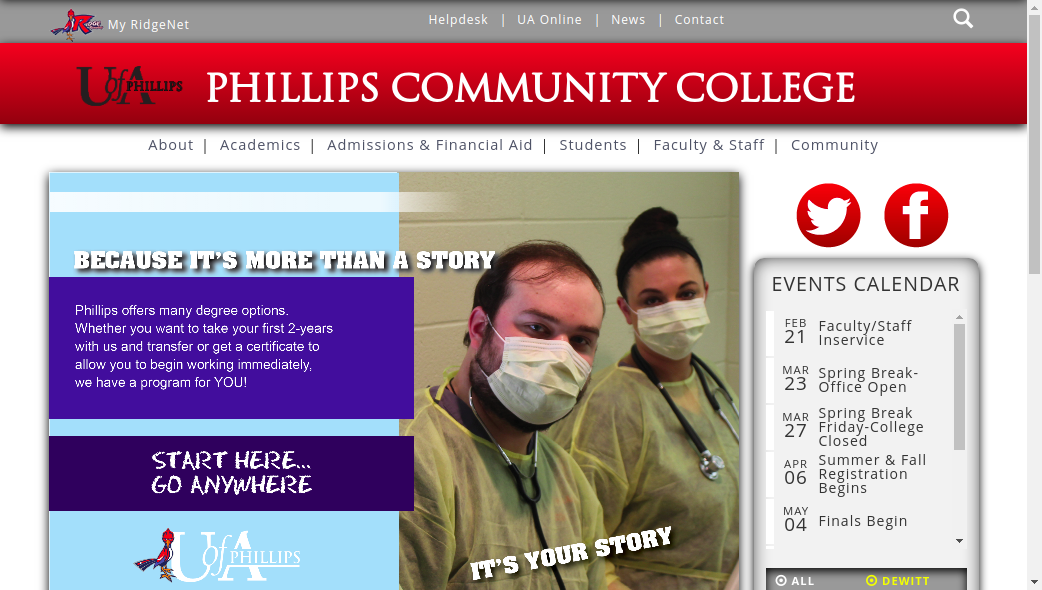 RIDGE My RidgeNet
Helpdesk | UA Online | News | Contact
UofA PHILLIPS PHILLIPS COMMUNITY COLLEGE
About | Academics | Admissions & Financial Aid | Students | Faculty & Staff | Community
BECAUSE IT'S MORE THAN A STORY
Phillips offers many degree options.
Whether you want to take your first 2-years
with us and transfer or get a certificate to
allow you to begin working immediately,
we have a program for YOU!
START HERE...
GO ANYWHERE
UofA PHILLIPS
IT'S YOUR STORY
EVENTS CALENDAR
FEB
21
Faculty/Staff
Inservice
MAR
23
Spring Break-
Office Open
MAR
27
Spring Break
Friday-College
Closed
APR
06
Summer & Fall
Registration
Begins
MAY
04
Finals Begin
ALL DEWITT